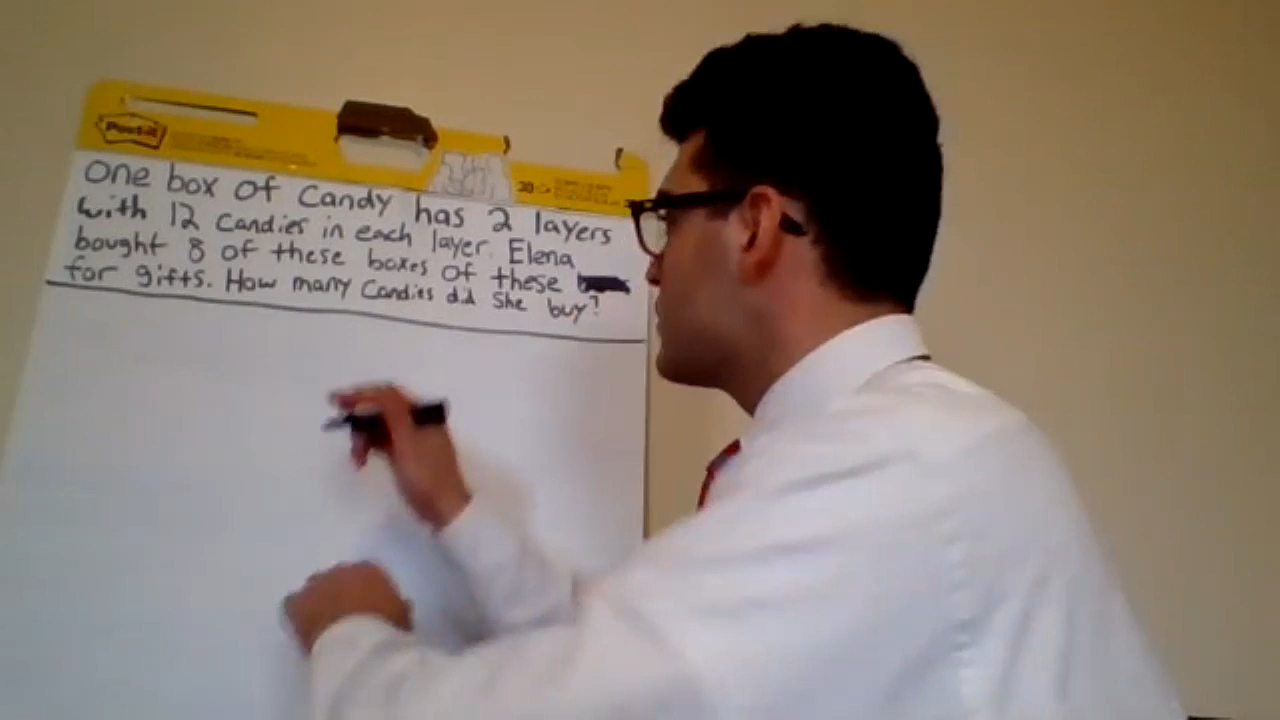 Post-it
30
One box of Candy has 2 layers
with 12 Candies in each layer. Elena
bought 8 of these boxes of these
for gifts. How many Candies did She buy?